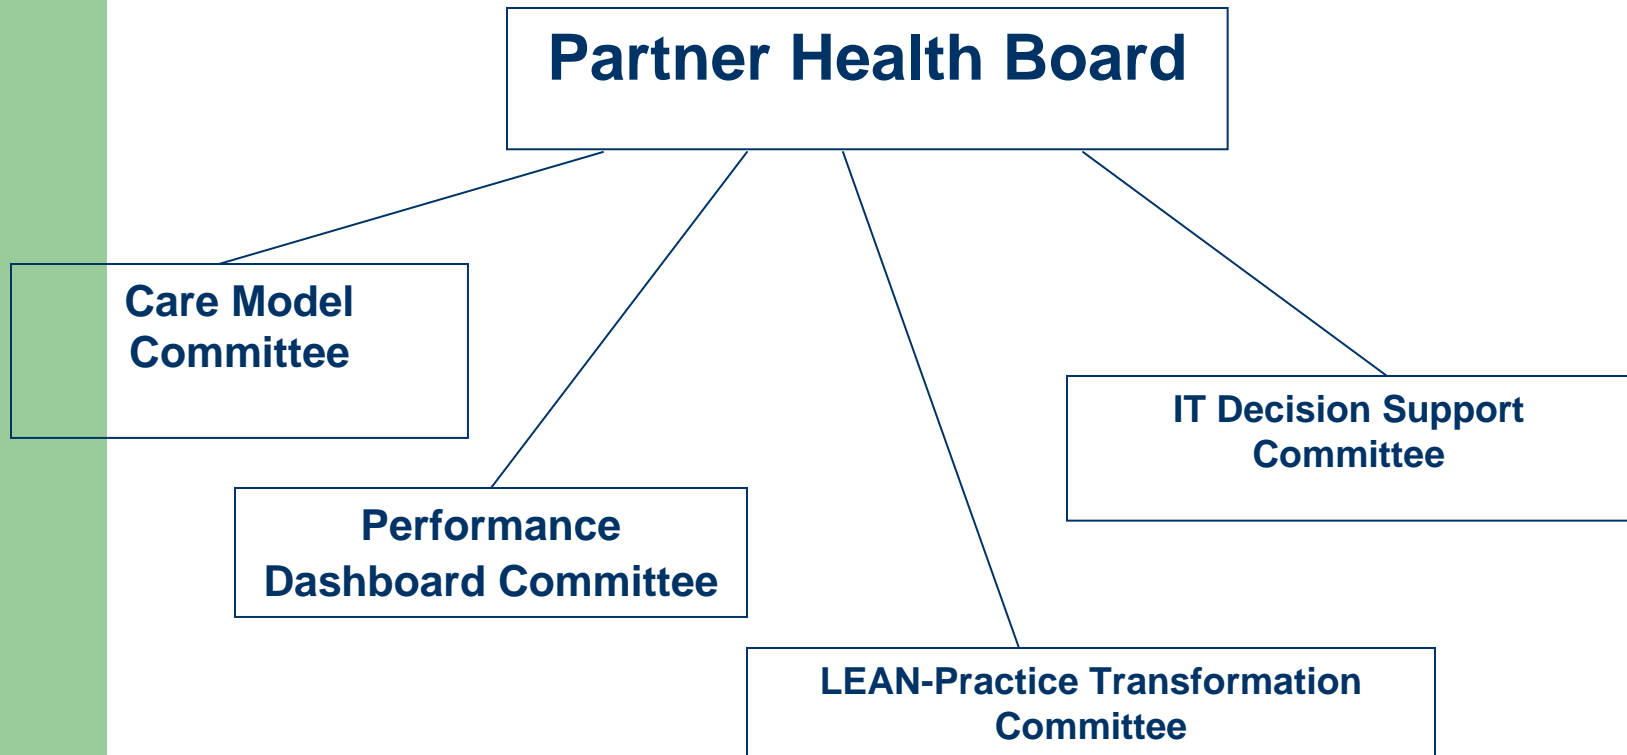 Partner Health Board
Care Model
Committee
IT Decision Support
Committee
Performance
Dashboard Committee
LEAN-Practice Transformation
Committee